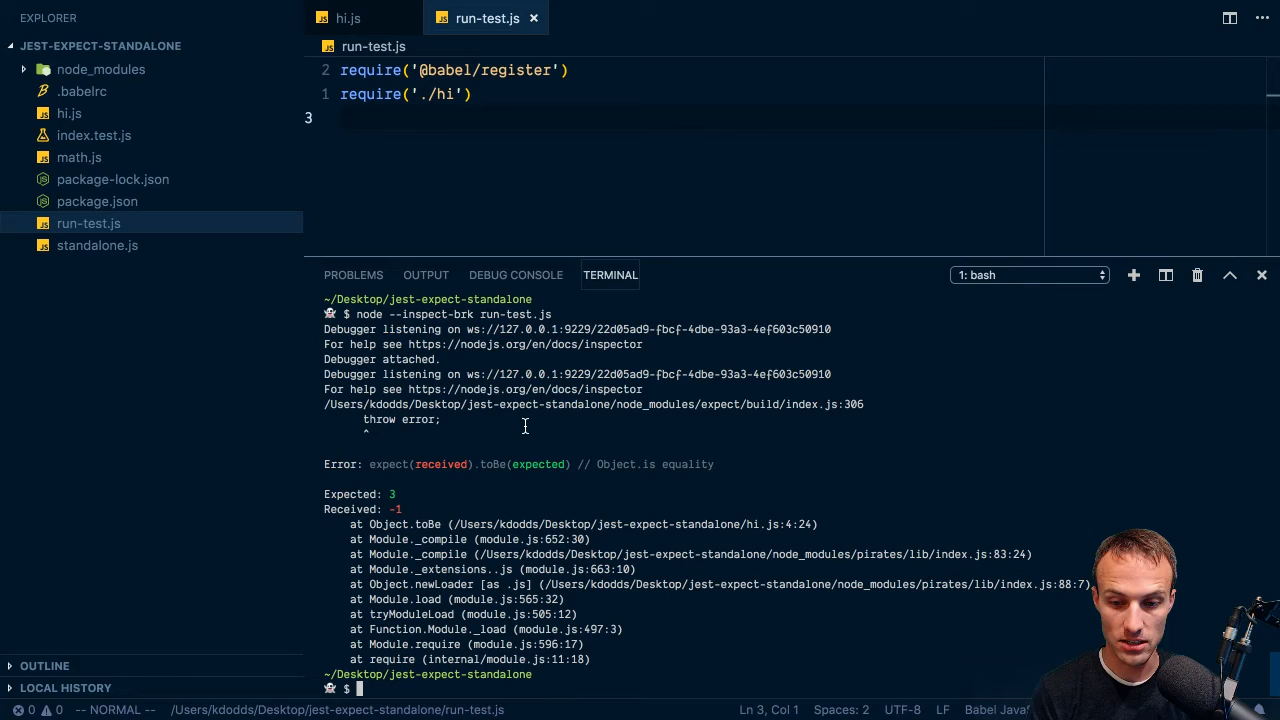 EXPLORER
JEST-EXPECT-STANDALONE
node_modules
.babelrc
hi.js
index.test.js
math.js
package-lock.json
package.json
run-test.js
standalone.js
OUTLINE
LOCAL HISTORY
JS hi.js
JS run-test.js ×
JS run-test.js
2 require('@babel/register')
1 require('./hi')
3
PROBLEMS OUTPUT DEBUG CONSOLE TERMINAL 1: bash
~/Desktop/jest-expect-standalone
$ node --inspect-brk run-test.js
Debugger listening on ws://127.0.0.1:9229/22d05ad9-fbcf-4dbe-93a3-4ef603c50910
For help see https://nodejs.org/en/docs/inspector
Debugger attached.
Debugger listening on ws://127.0.0.1:9229/22d05ad9-fbcf-4dbe-93a3-4ef603c50910
For help see https://nodejs.org/en/docs/inspector
/Users/kdodds/Desktop/jest-expect-standalone/node_modules/expect/build/index.js:306
throw error;
^
Error: expect(received).toBe(expected) // Object.is equality
Expected: 3
Received: -1
at Object.toBe (/Users/kdodds/Desktop/jest-expect-standalone/hi.js:4:24)
at Module._compile (module.js:652:30)
at Module._compile (/Users/kdodds/Desktop/jest-expect-standalone/node_modules/pirates/lib/index.js:83:24)
at Module._extensions..js (module.js:663:10)
at Object.newLoader [as .js] (/Users/kdodds/Desktop/jest-expect-standalone/node_modules/pirates/lib/index.js:88:7)
at Module.load (module.js:565:32)
at tryModuleLoad (module.js:505:12)
at Function.Module._load (module.js:497:3)
at Module.require (module.js:596:17)
at require (internal/module.js:11:18)
~/Desktop/jest-expect-standalone
$
0 0 -- NORMAL -- /Users/kdodds/Desktop/jest-expect-standalone/run-test.js Ln 3, Col 1 Spaces: 2 UTF-8 LF Babel